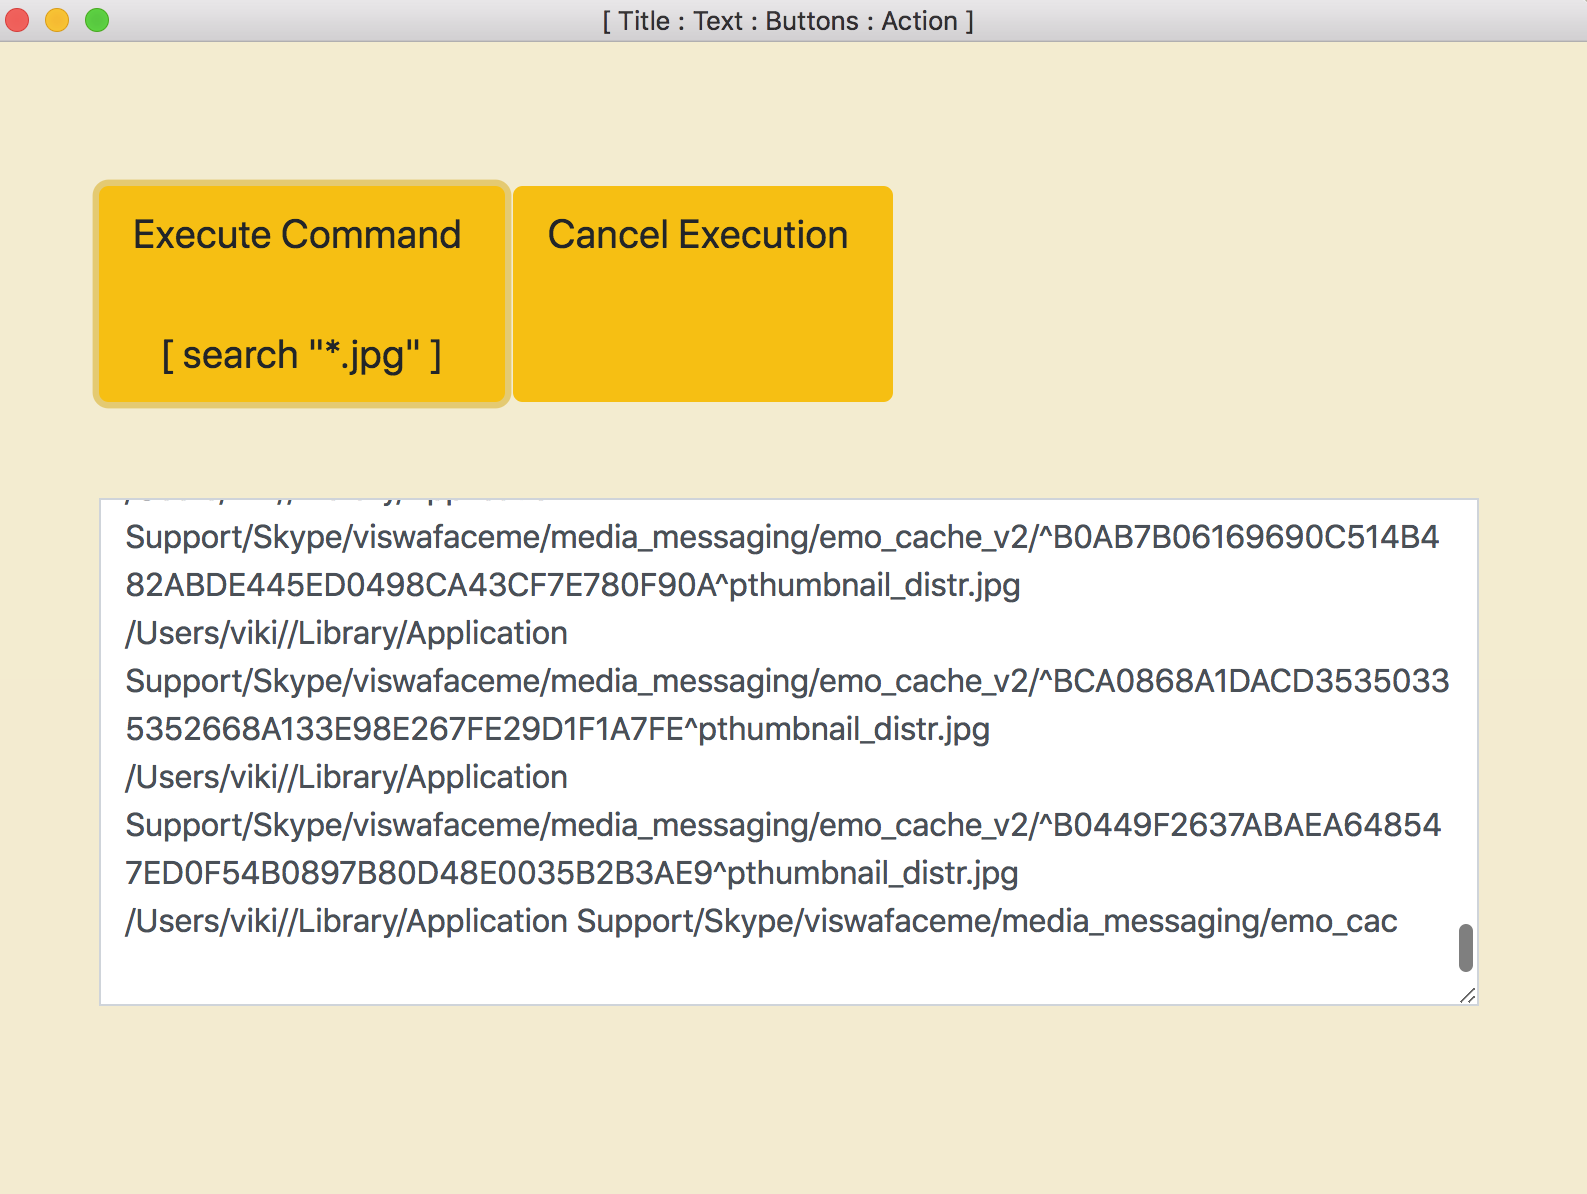 [ Title : Text : Buttons : Action ]
Execute Command
[ search "*.jpg" ]
Cancel Execution
Support/Skype/viswafaceme/media_messaging/emo_cache_v2/^B0AB7B06169690C514B4
82ABDE445ED0498CA43CF7E780F90A^pthumbnail_distr.jpg
/Users/viki//Library/Application
Support/Skype/viswafaceme/media_messaging/emo_cache_v2/^BCA0868A1DACD3535033
5352668A133E98E267FE29D1F1A7FE^pthumbnail_distr.jpg
/Users/viki//Library/Application
Support/Skype/viswafaceme/media_messaging/emo_cache_v2/^B0449F2637ABAEA64854
7ED0F54B0897B80D48E0035B2B3AE9^pthumbnail_distr.jpg
/Users/viki//Library/Application Support/Skype/viswafaceme/media_messaging/emo_cac